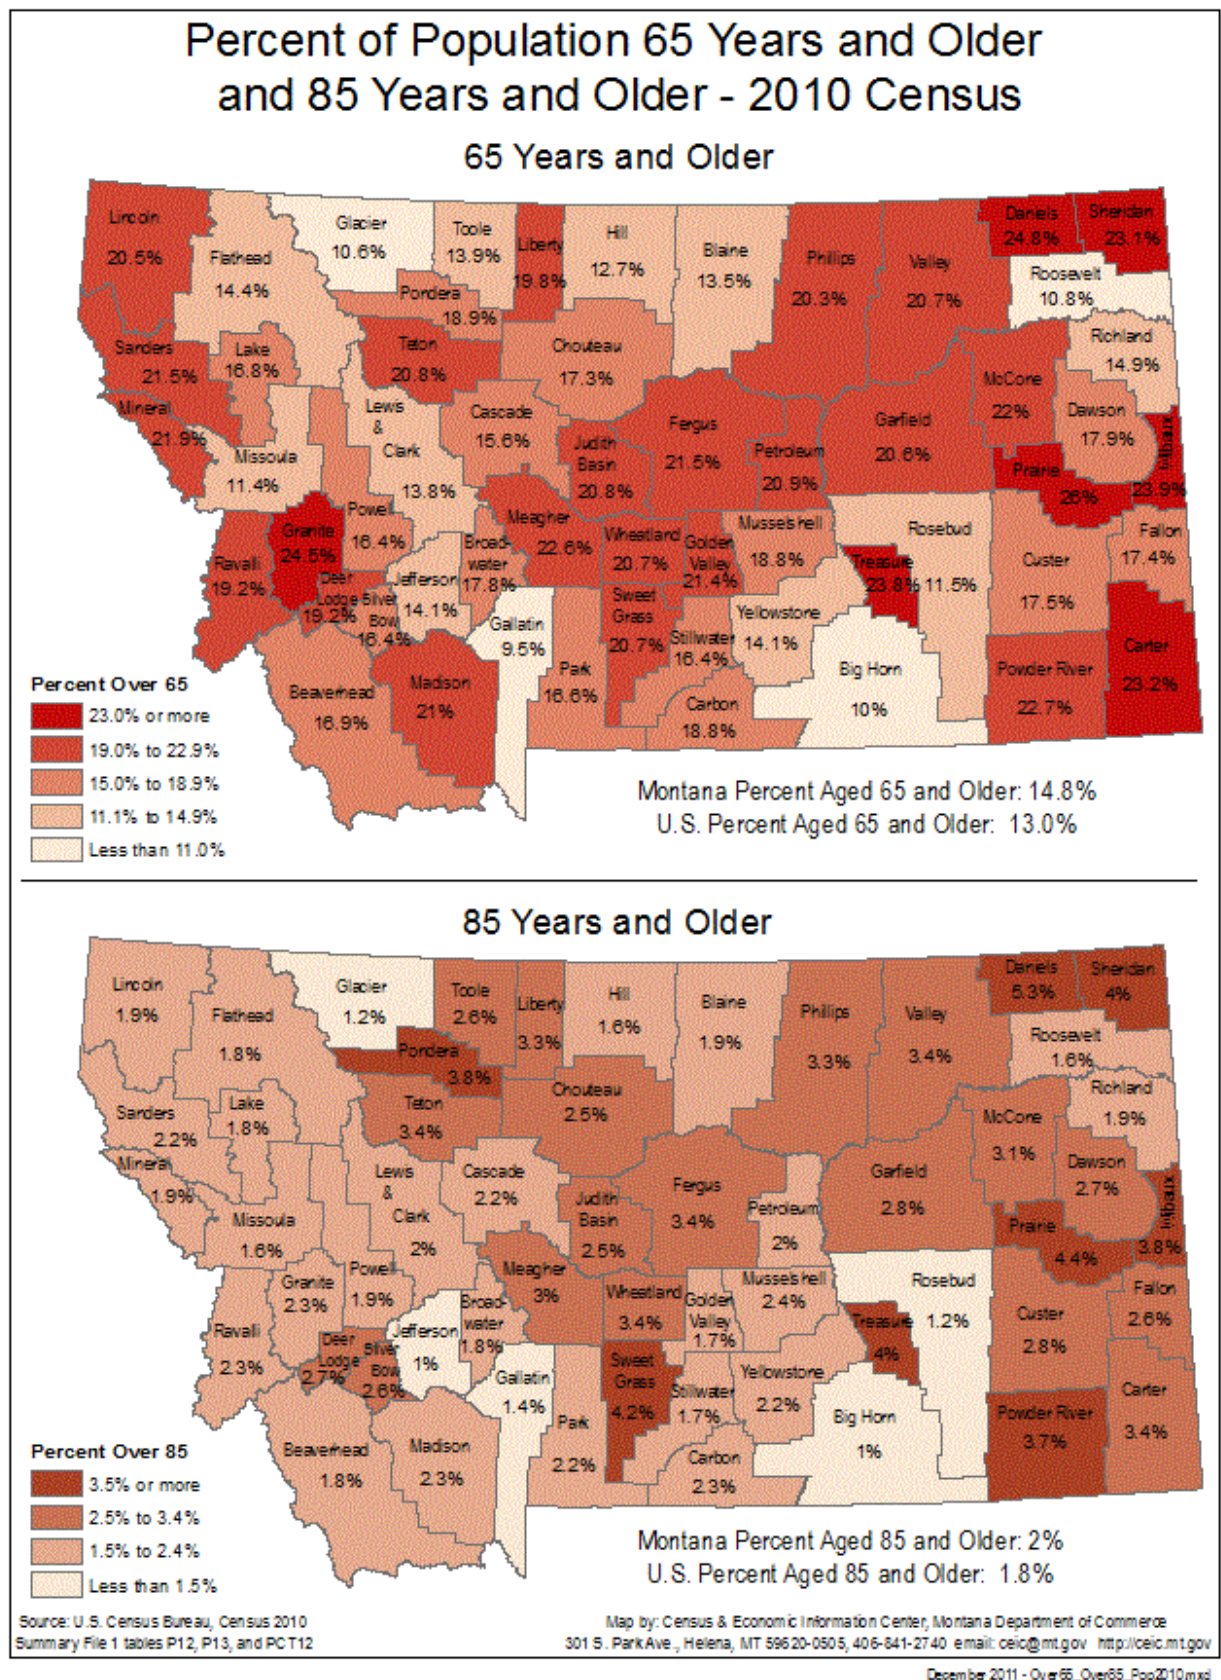 Percent of Population 65 Years and Older
and 85 Years and Older - 2010 Census
65 Years and Older
Lincoln
20.5%
Flathead
14.4%
Glacier
10.6%
Toole
13.9%
Liberty
19.8%
Hill
12.7%
Blaine
13.5%
Phillips
20.3%
Valley
20.7%
Daniels
24.8%
Sheridan
23.1%
Roosevelt
10.8%
Pondera
18.9%
Teton
20.8%
Chouteau
17.3%
Richland
14.9%
Sanders
21.5%
Lake
16.8%
McCone
22%
Dawson
17.9%
Mineral
21.9%
Missoula
11.4%
Lewis
&
Clark
13.8%
Cascade
15.6%
Judith
Basin
20.8%
Fergus
21.5%
Petroleum
20.9%
Garfield
20.6%
Prairie
26%
Wibaux
23.9%
Granite
24.5%
Powell
16.4%
Meagher
22.6%
Wheatland
20.7%
Golden
Valley
21.4%
Musselshell
18.8%
Rosebud
11.5%
Treasure
23.8%
Custer
17.5%
Fallon
17.4%
Ravalli
19.2%
Deer
Lodge
19.2%
Silver
Bow
16.4%
Jefferson
14.1%
Broad-
water
17.8%
Gallatin
9.5%
Park
16.6%
Sweet
Grass
20.7%
Stillwater
16.4%
Yellowstone
14.1%
Big Horn
10%
Carbon
18.8%
Powder River
22.7%
Carter
23.2%
Beaverhead
16.9%
Madison
21%
Percent Over 65
23.0% or more
19.0% to 22.9%
15.0% to 18.9%
11.1% to 14.9%
Less than 11.0%
Montana Percent Aged 65 and Older: 14.8%
U.S. Percent Aged 65 and Older: 13.0%
85 Years and Older
Lincoln
1.9%
Flathead
1.8%
Glacier
1.2%
Toole
2.6%
Liberty
3.3%
Hill
1.6%
Blaine
1.9%
Phillips
3.3%
Valley
3.4%
Daniels
5.3%
Sheridan
4%
Roosevelt
1.6%
Pondera
3.8%
Teton
3.4%
Chouteau
2.5%
Richland
1.9%
Sanders
2.2%
Lake
1.8%
McCone
3.1%
Dawson
2.7%
Mineral
1.9%
Missoula
1.6%
Lewis
&
Clark
2%
Cascade
2.2%
Judith
Basin
2.5%
Fergus
3.4%
Petroleum
2%
Garfield
2.8%
Prairie
4.4%
Wibaux
3.8%
Granite
2.3%
Powell
1.9%
Meagher
3%
Wheatland
3.4%
Golden
Valley
1.7%
Musselshell
2.4%
Rosebud
1.2%
Treasure
4%
Custer
2.8%
Fallon
2.6%
Ravalli
2.3%
Deer
Lodge
2.7%
Silver
Bow
2.6%
Jefferson
1%
Broad-
water
1.8%
Gallatin
1.4%
Park
2.2%
Sweet
Grass
4.2%
Stillwater
1.7%
Yellowstone
2.2%
Big Horn
1%
Carbon
2.3%
Powder River
3.7%
Carter
3.4%
Beaverhead
1.8%
Madison
2.3%
Percent Over 85
3.5% or more
2.5% to 3.4%
1.5% to 2.4%
Less than 1.5%
Montana Percent Aged 85 and Older: 2%
U.S. Percent Aged 85 and Older: 1.8%
Source: U.S. Census Bureau, Census 2010
Summary File 1 tables P12, P13, and PCT12
Map by: Census & Economic Information Center, Montana Department of Commerce
301 S. Park Ave., Helena, MT 59620-0505, 406-841-2740 email: ceic@mt.gov http://ceic.mt.gov
December 2011 - Over65_Over85_Pop2010.mxd